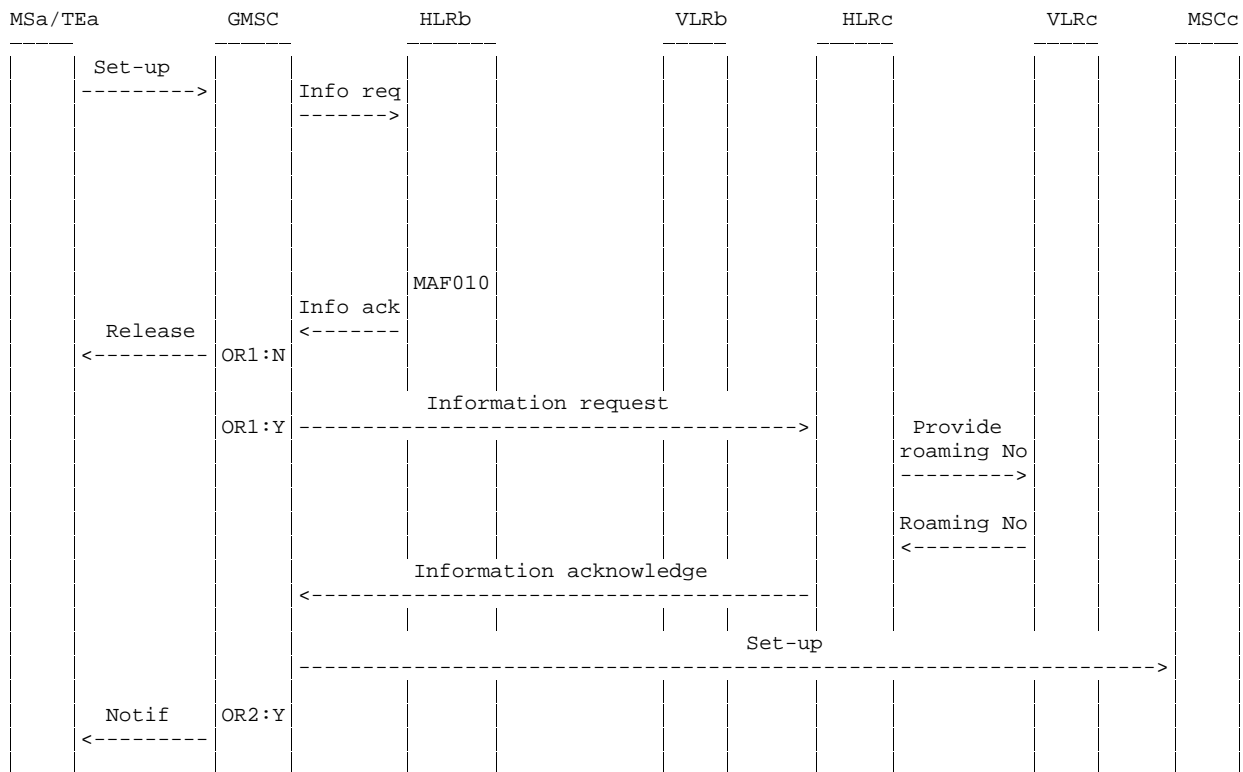 MSa/TEa GMSC HLRb VLRb HLRc VLRc MSCc
Set-up
Info req
MAF010
Info ack
Release
OR1:N
Information request
OR1:Y Provide
roaming No
Roaming No
Information acknowledge
Set-up
Notif OR2:Y